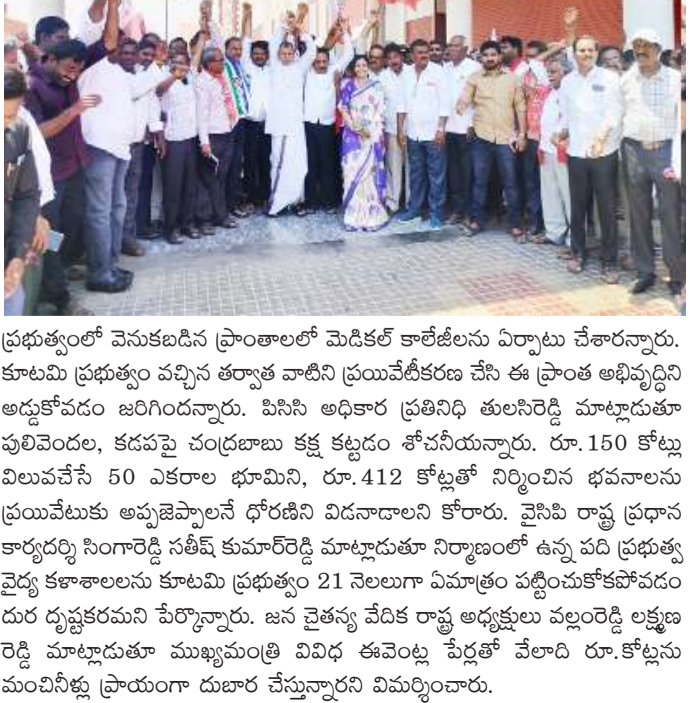 ప్రభుత్వంలో వెనుకబడిన ప్రాంతాలలో మెడికల్ కాలేజీలను ఏర్పాటు చేశారన్నారు.
కూటమి ప్రభుత్వం వచ్చిన తర్వాత వాటిని ప్రయివేటీకరణ చేసి ఈ ప్రాంత అభివృద్ధిని
అడ్డుకోవడం జరిగిందన్నారు. పిసిసి అధికార ప్రతినిధి తులసిరెడ్డి మాట్లాడుతూ
పులివెందల, కడపపై చంద్రబాబు కక్ష కట్టడం శోచనీయన్నారు. రూ.150 కోట్లు
విలువచేసే 50 ఎకరాల భూమిని, రూ.412 కోట్లతో నిర్మించిన భవనాలను
ప్రయివేటుకు అప్పజెప్పాలనే ధోరణిని విడనాడాలని కోరారు. వైసిపి రాష్ట్ర ప్రధాన
కార్యదర్శి సింగారెడ్డి సతీష్ కుమార్‌రెడ్డి మాట్లాడుతూ నిర్మాణంలో ఉన్న పది ప్రభుత్వ
వైద్య కళాశాలలను కూటమి ప్రభుత్వం 21 నెలలుగా ఏమాత్రం పట్టించుకోకపోవడం
దుర దృష్టకరమని పేర్కొన్నారు. జన చైతన్య వేదిక రాష్ట్ర అధ్యక్షులు వల్లంరెడ్డి లక్ష్మణ
రెడ్డి మాట్లాడుతూ ముఖ్యమంత్రి వివిధ ఈవెంట్ల పేర్లతో వేలాది రూ.కోట్లను
మంచినీళ్లు ప్రాయంగా దుబార చేస్తున్నారని విమర్శించారు.